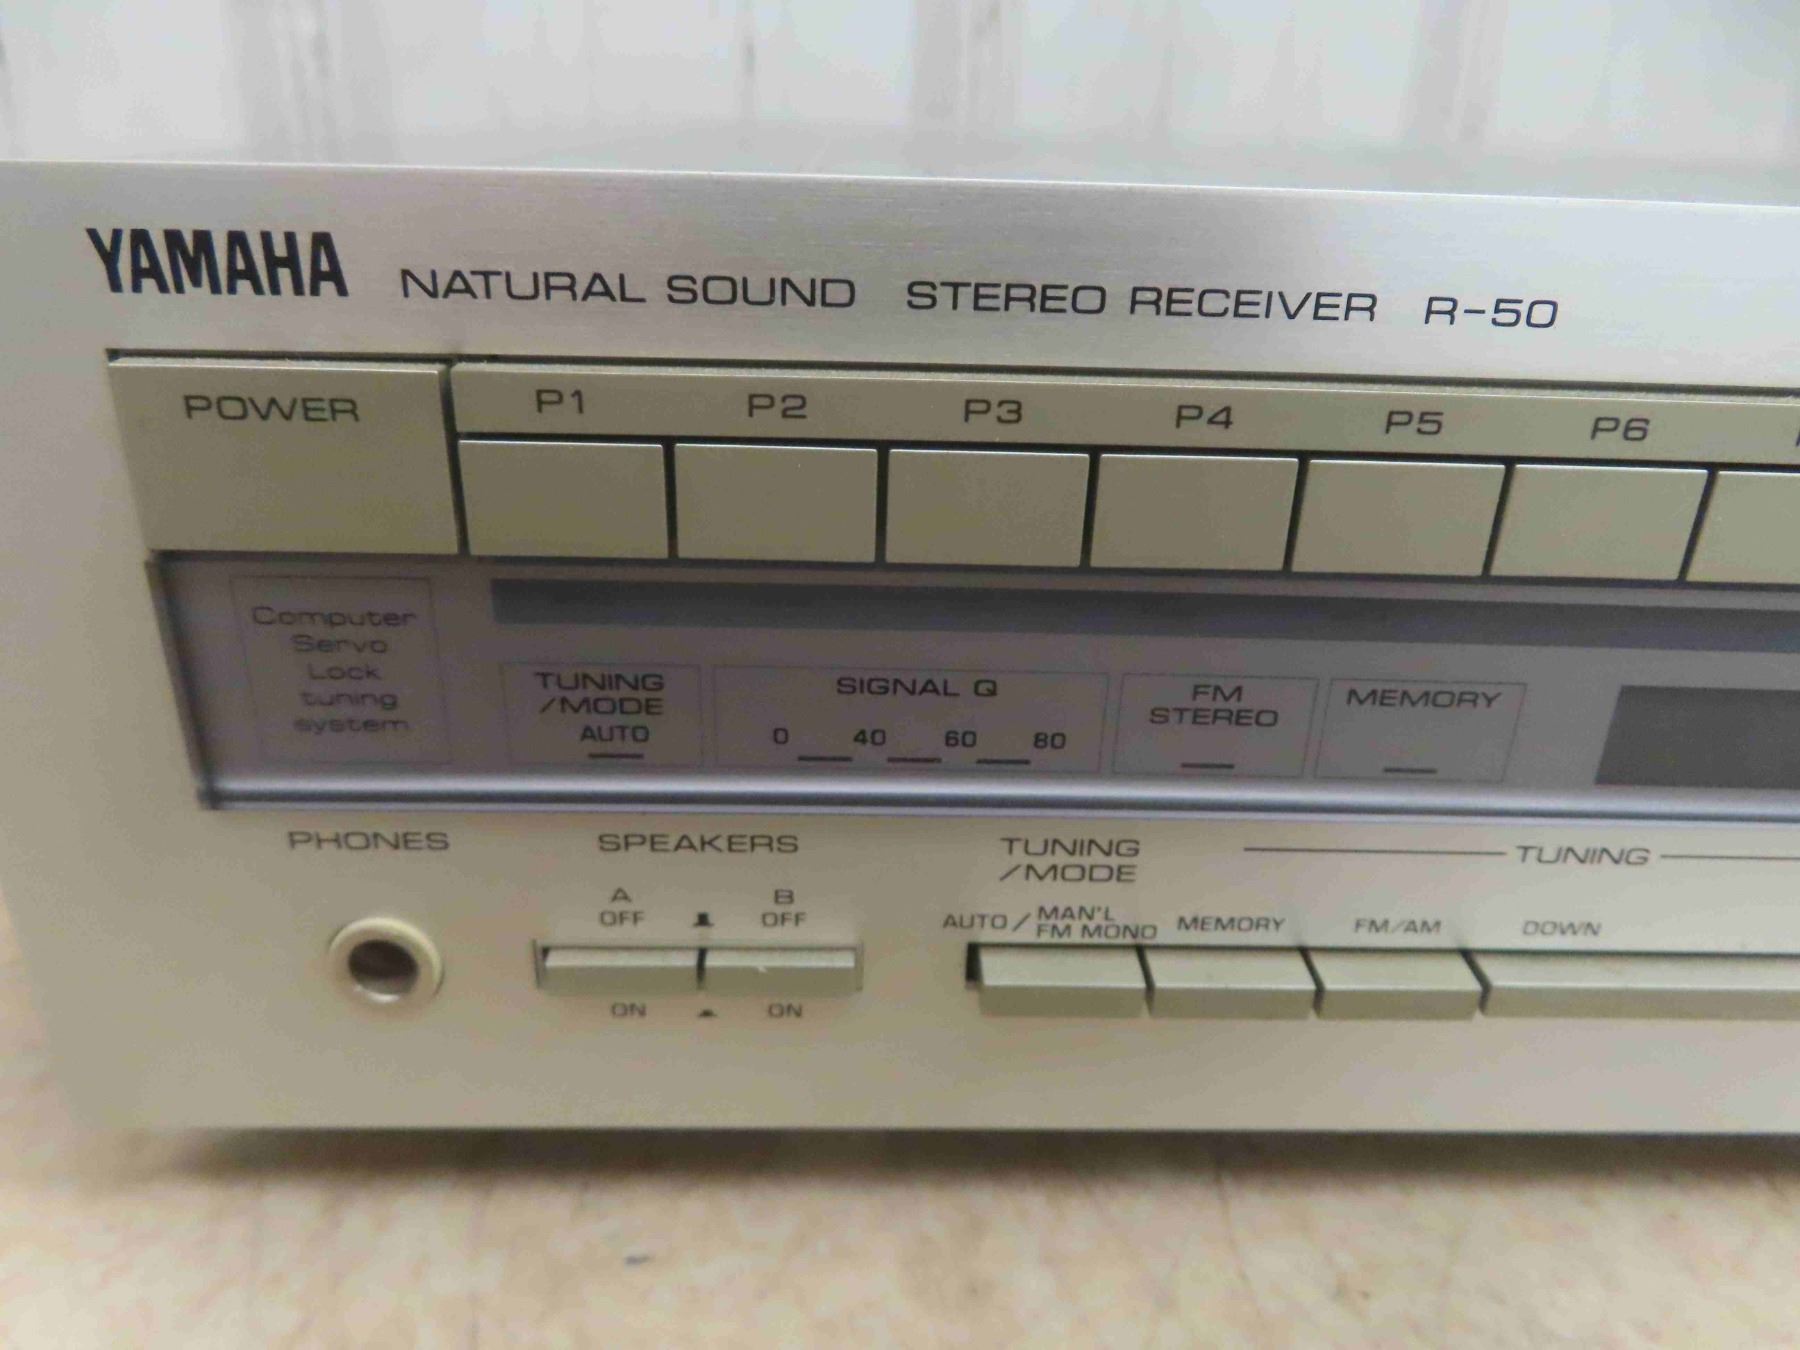 YAMAHA NATURAL SOUND STEREO RECEIVER R-50
POWER P1 P2 P3 P4 P5 P6
Computer
Servo
Lock
tuning
system
TUNING
/MODE
AUTO
SIGNAL Q
0 40 60 80
FM
STEREO
MEMORY
PHONES
SPEAKERS
A B
OFF OFF
ON ON
TUNING
/MODE
AUTO / MAN'L
FM MONO
MEMORY
FM/AM
TUNING
DOWN